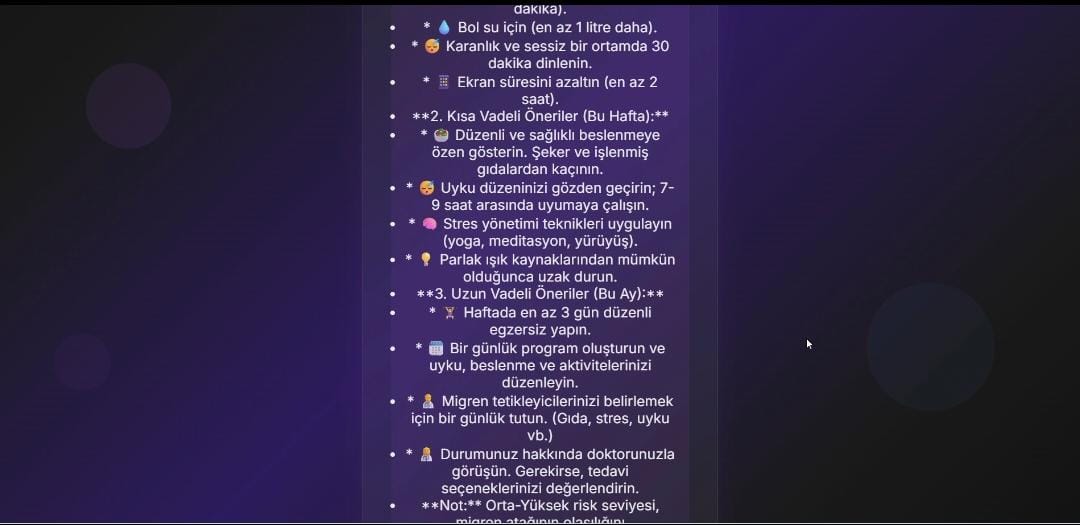 dakika).
• * 💧 Bol su için (en az 1 litre daha).
• * 😴 Karanlık ve sessiz bir ortamda 30
dakika dinlenin.
• * 📱 Ekran süresini azaltın (en az 2
saat).
• **2. Kısa Vadeli Öneriler (Bu Hafta):**
• * 🥗 Düzenli ve sağlıklı beslenmeye
özen gösterin. Şeker ve işlenmiş
gıdalardan kaçının.
• * 😴 Uyku düzeninizi gözden geçirin; 7-
9 saat arasında uyumaya çalışın.
• * 🧠 Stres yönetimi teknikleri uygulayın
(yoga, meditasyon, yürüyüş).
• * 💡 Parlak ışık kaynaklarından mümkün
olduğunca uzak durun.
• **3. Uzun Vadeli Öneriler (Bu Ay):**
• * 🏋️ Haftada en az 3 gün düzenli
egzersiz yapın.
• * 🗓️ Bir günlük program oluşturun ve
uyku, beslenme ve aktivitelerinizi
düzenleyin.
• * 👨‍⚕️ Migren tetikleyicilerinizi belirlemek
için bir günlük tutun. (Gıda, stres, uyku
vb.)
• * 👩‍⚕️ Durumunuz hakkında doktorunuzla
görüşün. Gerekirse, tedavi
seçeneklerinizi değerlendirin.
• **Not:** Orta-Yüksek risk seviyesi,
migren atağının olasılığını